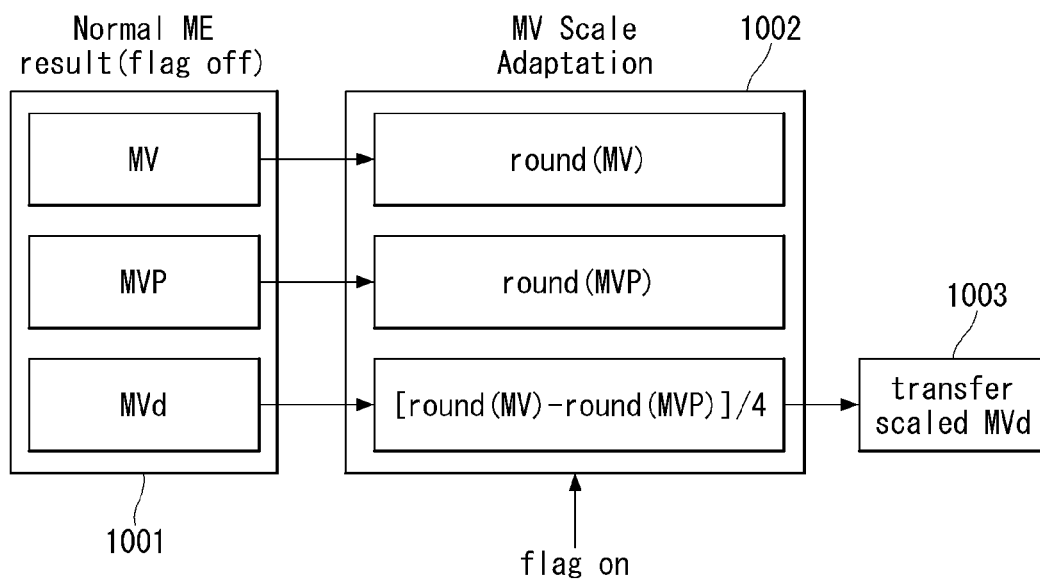 Normal ME
result(flag off)
MV Scale
Adaptation
1002
MV
round(MV)
MVP
round(MVP)
1003
MVd
[round(MV)-round(MVP)]/4
transfer
scaled MVd
1001
flag on